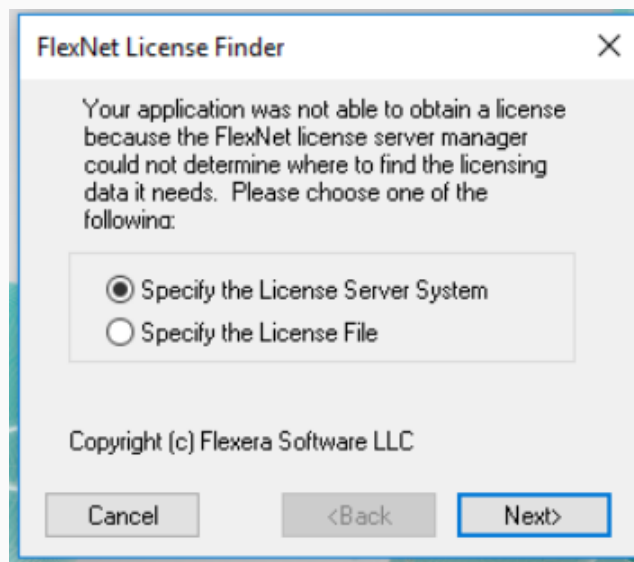 FlexNet License Finder
Your application was not able to obtain a license
because the FlexNet license server manager
could not determine where to find the licensing
data it needs.  Please choose one of the
following:
Specify the License Server System
Specify the License File
Copyright (c) Flexera Software LLC
Cancel
<Back
Next>